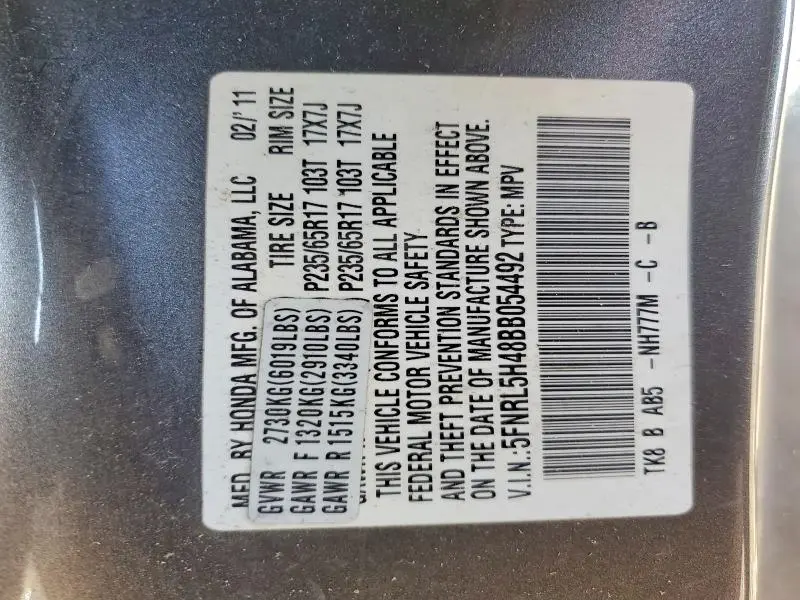 MFD. BY HONDA MFG. OF ALABAMA, LLC 02/'11
GVWR 2730KG(6019LBS) TIRE SIZE RIM SIZE
GAWR F 1320KG(2910LBS) P235/65R17 103T 17X7J
GAWR R 1515KG(3340LBS) P235/65R17 103T 17X7J
THIS VEHICLE CONFORMS TO ALL APPLICABLE
FEDERAL MOTOR VEHICLE SAFETY
AND THEFT PREVENTION STANDARDS IN EFFECT
ON THE DATE OF MANUFACTURE SHOWN ABOVE.
V.I.N.:5FNRL5H48BB054492 TYPE: MPV
TK8 B AB5 -NH777M -C -B